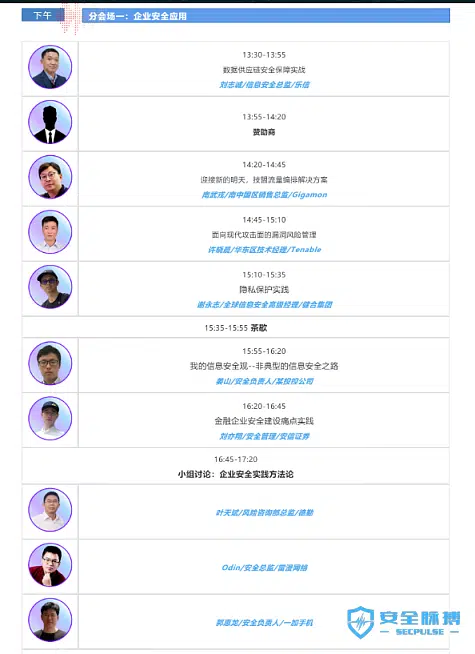 下午
分会场一：企业安全应用
13:30-13:55
数据供应链安全保障实战
刘志诚/信息安全总监/乐信
13:55-14:20
赞助商
14:20-14:45
迎接新的明天，技盟流量编排解决方案
南武戎/南中国区销售总监/Gigamon
14:45-15:10
面向现代攻击面的漏洞风险管理
许晓晨/华东区技术经理/Tenable
15:10-15:35
隐私保护实践
谢永志/全球信息安全高级经理/健合集团
15:35-15:55 茶歇
15:55-16:20
我的信息安全观--非典型的信息安全之路
姜山/安全负责人/某投控公司
16:20-16:45
金融企业安全建设痛点实践
刘亦翔/安全管理/安信证券
16:45-17:20
小组讨论：企业安全实践方法论
叶天斌/风险咨询部总监/德勤
Odin/安全总监/富途网络
郭惠龙/安全负责人/一加手机
安全脉搏
SECPULSE